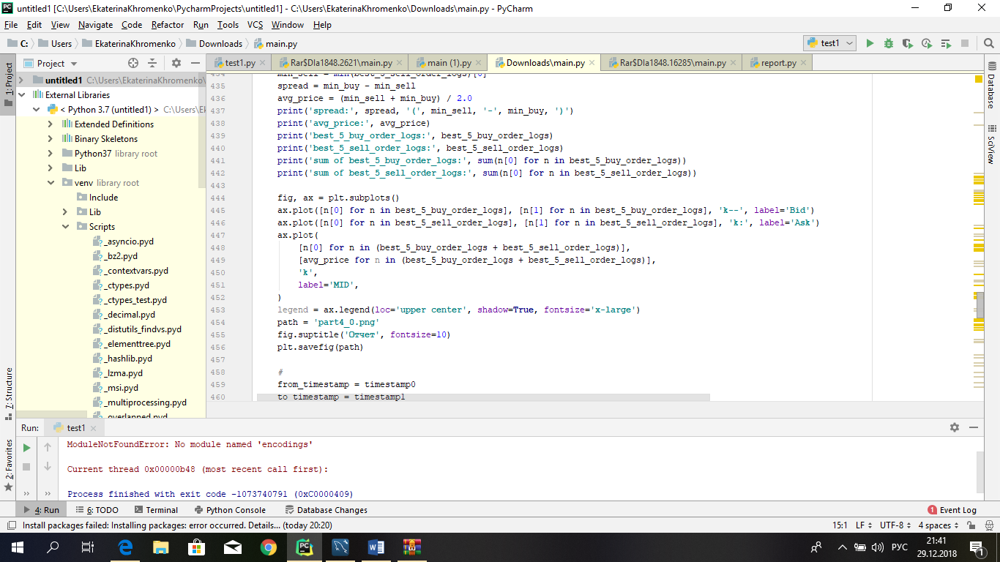 untitled1 [C:\Users\EkaterinaKhromenko\PycharmProjects\untitled1] - C:\Users\EkaterinaKhromenko\Downloads\main.py - PyCharm
File Edit View Navigate Code Refactor Run Tools VCS Window Help
C: Users EkaterinaKhromenko Downloads main.py
test1
Project
test1.py Rar$DIa1848.2621\main.py main (1).py Downloads\main.py Rar$DIa1848.16285\main.py report.py
1: Project
untitled1 C:\Users\EkaterinaKhromenko\
External Libraries
< Python 3.7 (untitled1) > C:\Users\E
Extended Definitions
Binary Skeletons
Python37 library root
Lib
venv library root
Include
Lib
Scripts
_asyncio.pyd
_bz2.pyd
_contextvars.pyd
_ctypes.pyd
_ctypes_test.pyd
_decimal.pyd
_distutils_findvs.pyd
_elementtree.pyd
_hashlib.pyd
_lzma.pyd
_msi.pyd
_multiprocessing.pyd
_overlapped.pyd
434 min_sell = min(best_5_sell_order_logs)[0]
435 spread = min_buy - min_sell
436 avg_price = (min_sell + min_buy) / 2.0
437 print('spread:', spread, '(', min_sell, '-', min_buy, ')')
438 print('avg_price:', avg_price)
439 print('best_5_buy_order_logs:', best_5_buy_order_logs)
440 print('best_5_sell_order_logs:', best_5_sell_order_logs)
441 print('sum of best_5_buy_order_logs:', sum(n[0] for n in best_5_buy_order_logs))
442 print('sum of best_5_sell_order_logs:', sum(n[0] for n in best_5_sell_order_logs))
443
444 fig, ax = plt.subplots()
445 ax.plot([n[0] for n in best_5_buy_order_logs], [n[1] for n in best_5_buy_order_logs], 'k--', label='Bid')
446 ax.plot([n[0] for n in best_5_sell_order_logs], [n[1] for n in best_5_sell_order_logs], 'k:', label='Ask')
447 ax.plot(
448 [n[0] for n in (best_5_buy_order_logs + best_5_sell_order_logs)],
449 [avg_price for n in (best_5_buy_order_logs + best_5_sell_order_logs)],
450 'k',
451 label='MID',
452 )
453 legend = ax.legend(loc='upper center', shadow=True, fontsize='x-large')
454 path = 'part4_0.png'
455 fig.suptitle('Отчет', fontsize=10)
456 plt.savefig(path)
457
458 #
459 from_timestamp = timestamp0
460 to_timestamp = timestamp1
Database
SciView
7: Structure
2: Favorites
Run: test1
ModuleNotFoundError: No module named 'encodings'
Current thread 0x00000b48 (most recent call first):
Process finished with exit code -1073740791 (0xC0000409)
4: Run 6: TODO Terminal Python Console Database Changes 1 Event Log
Install packages failed: Installing packages: error occurred. Details... (today 20:20) 15:1 LF UTF-8 4 spaces
РУС 21:41
29.12.2018 1